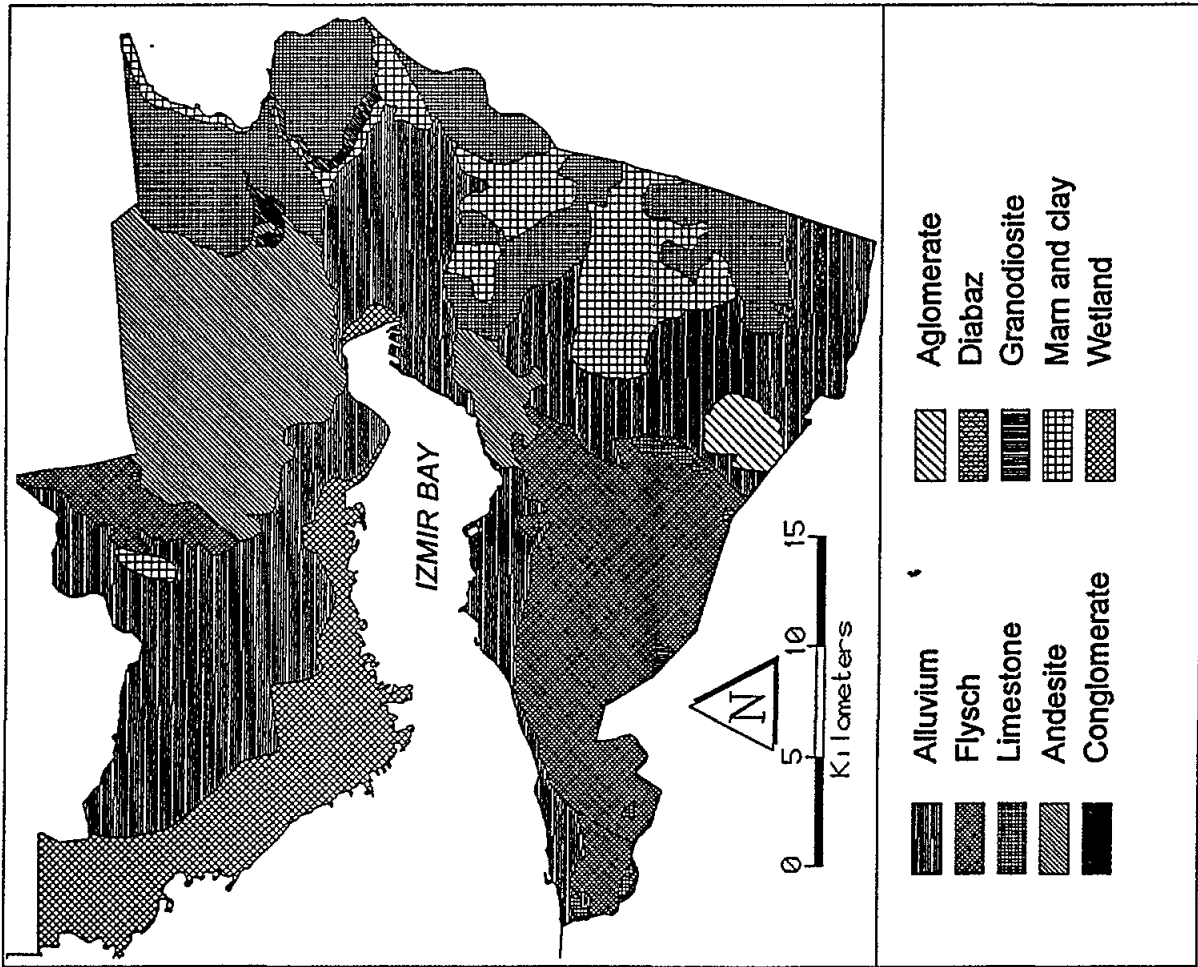 IZMIR BAY
N
0 5 10 15
Kilometers
Alluvium
Flysch
Limestone
Andesite
Conglomerate
Aglomerate
Diabaz
Granodiosite
Marn and clay
Wetland